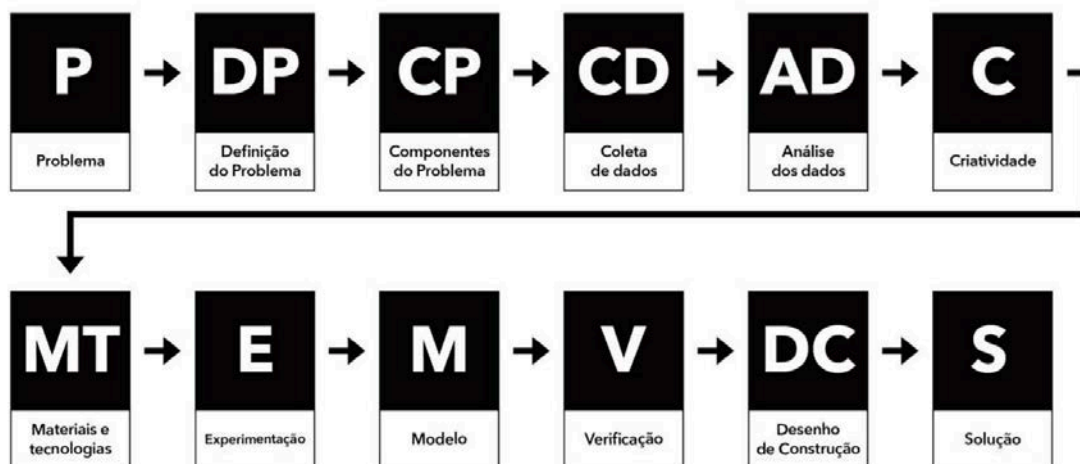 P
DP
CP
CD
AD
C
Problema
Definição
do Problema
Componentes
do Problema
Coleta
de dados
Análise
dos dados
Criatividade
MT
E
M
V
DC
S
Materiais e
tecnologias
Experimentação
Modelo
Verificação
Desenho
de Construção
Solução